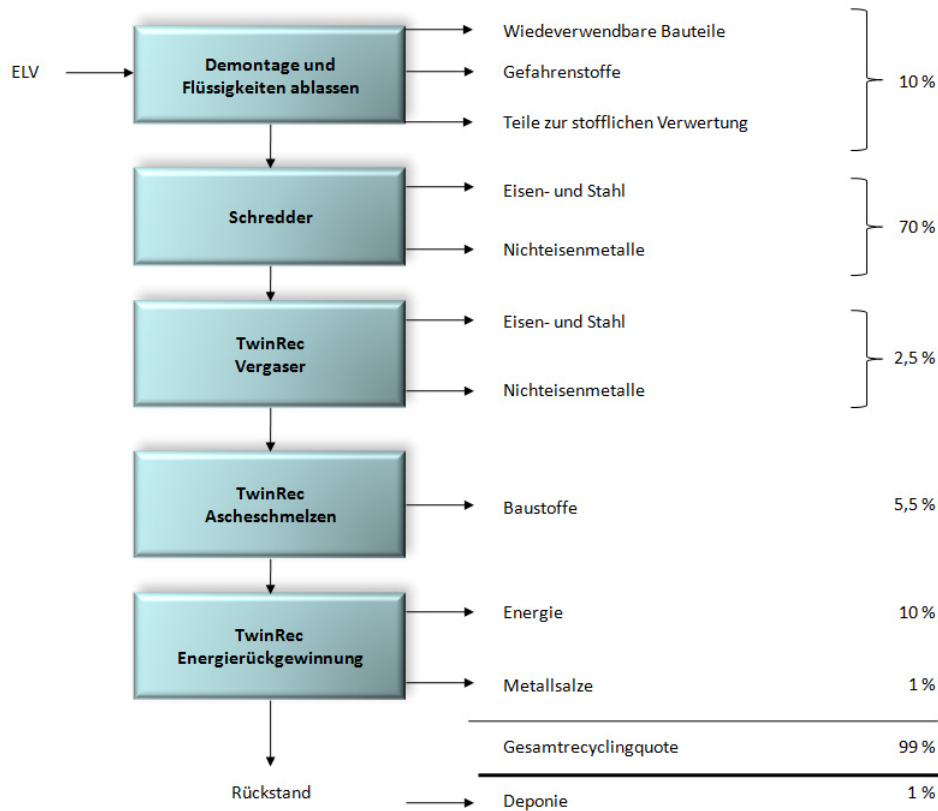 ELV
Demontage und
Flüssigkeiten ablassen
Wiedeverwendbare Bauteile
Gefahrenstoffe
Teile zur stofflichen Verwertung
10 %
Schredder
Eisen- und Stahl
Nichteisenmetalle
70 %
TwinRec
Vergaser
Eisen- und Stahl
Nichteisenmetalle
2,5 %
TwinRec
Ascheschmelzen
Baustoffe
5,5 %
TwinRec
Energierückgewinnung
Energie
10 %
Metallsalze
1 %
Gesamtrecyclingquote
99 %
Rückstand
Deponie
1 %